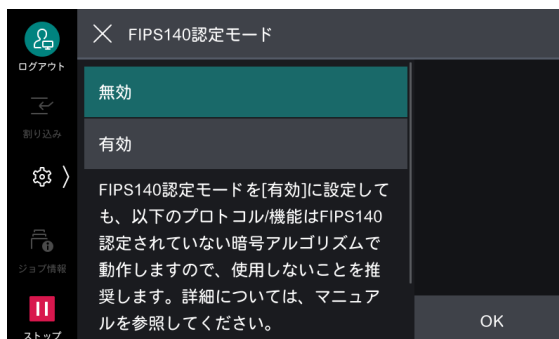 FIPS140認定モード
ログアウト
割り込み
ジョブ情報
ストップ
無効
有効
FIPS140認定モードを[有効]に設定して
も、以下のプロトコル/機能はFIPS140
認定されていない暗号アルゴリズムで
動作しますので、使用しないことを推
奨します。詳細については、マニュア
ルを参照してください。
OK